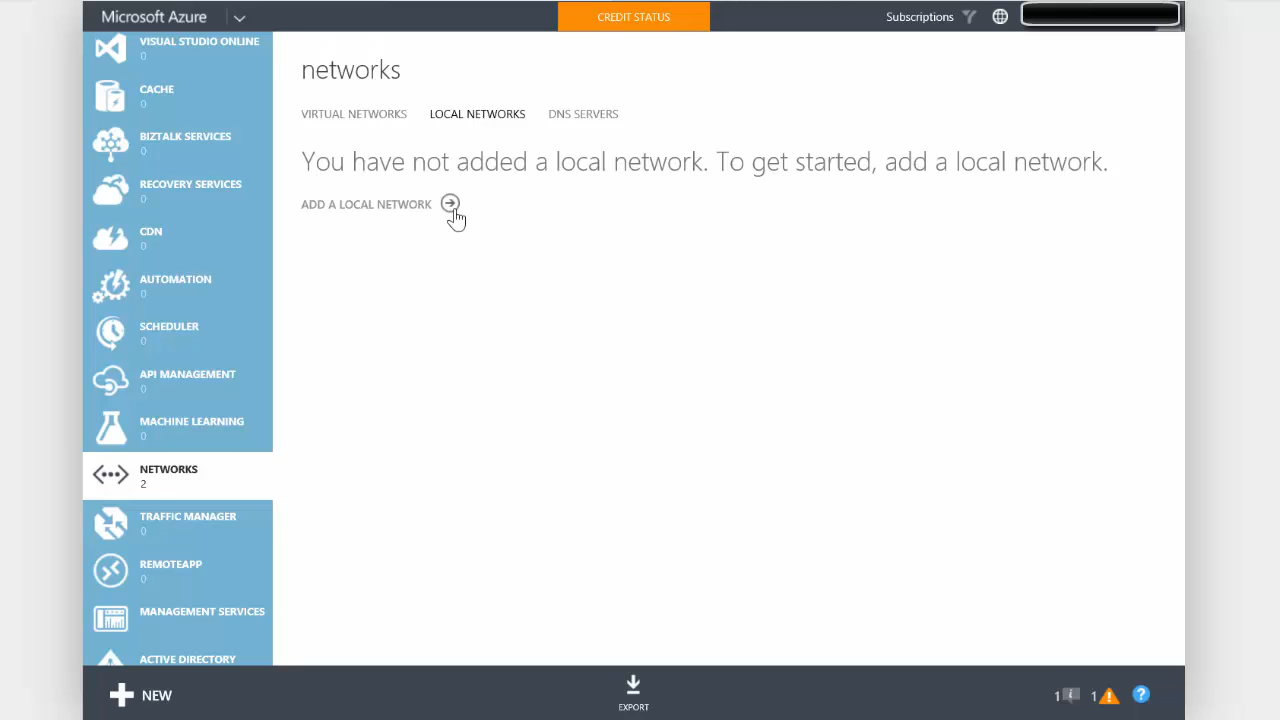 Microsoft Azure
CREDIT STATUS
Subscriptions
VISUAL STUDIO ONLINE
0
CACHE
0
BIZTALK SERVICES
0
RECOVERY SERVICES
0
CDN
0
AUTOMATION
0
SCHEDULER
0
API MANAGEMENT
0
MACHINE LEARNING
0
NETWORKS
2
TRAFFIC MANAGER
0
REMOTEAPP
0
MANAGEMENT SERVICES
ACTIVE DIRECTORY
networks
VIRTUAL NETWORKS LOCAL NETWORKS DNS SERVERS
You have not added a local network. To get started, add a local network.
ADD A LOCAL NETWORK
NEW
EXPORT
1 1 ?